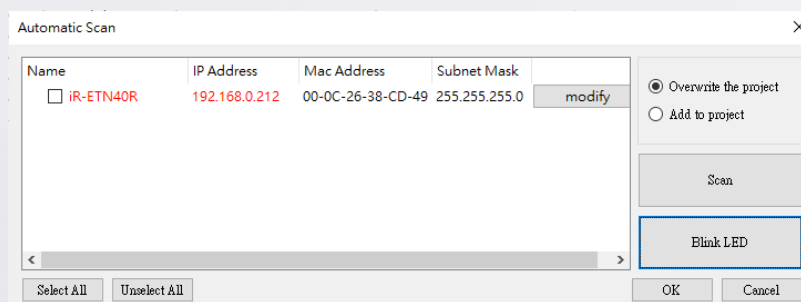 Automatic Scan
Name IP Address Mac Address Subnet Mask
iR-ETN40R 192.168.0.212 00-0C-26-38-CD-49 255.255.255.0 modify
Overwrite the project
Add to project
Scan
Blink LED
Select All Unselect All OK Cancel